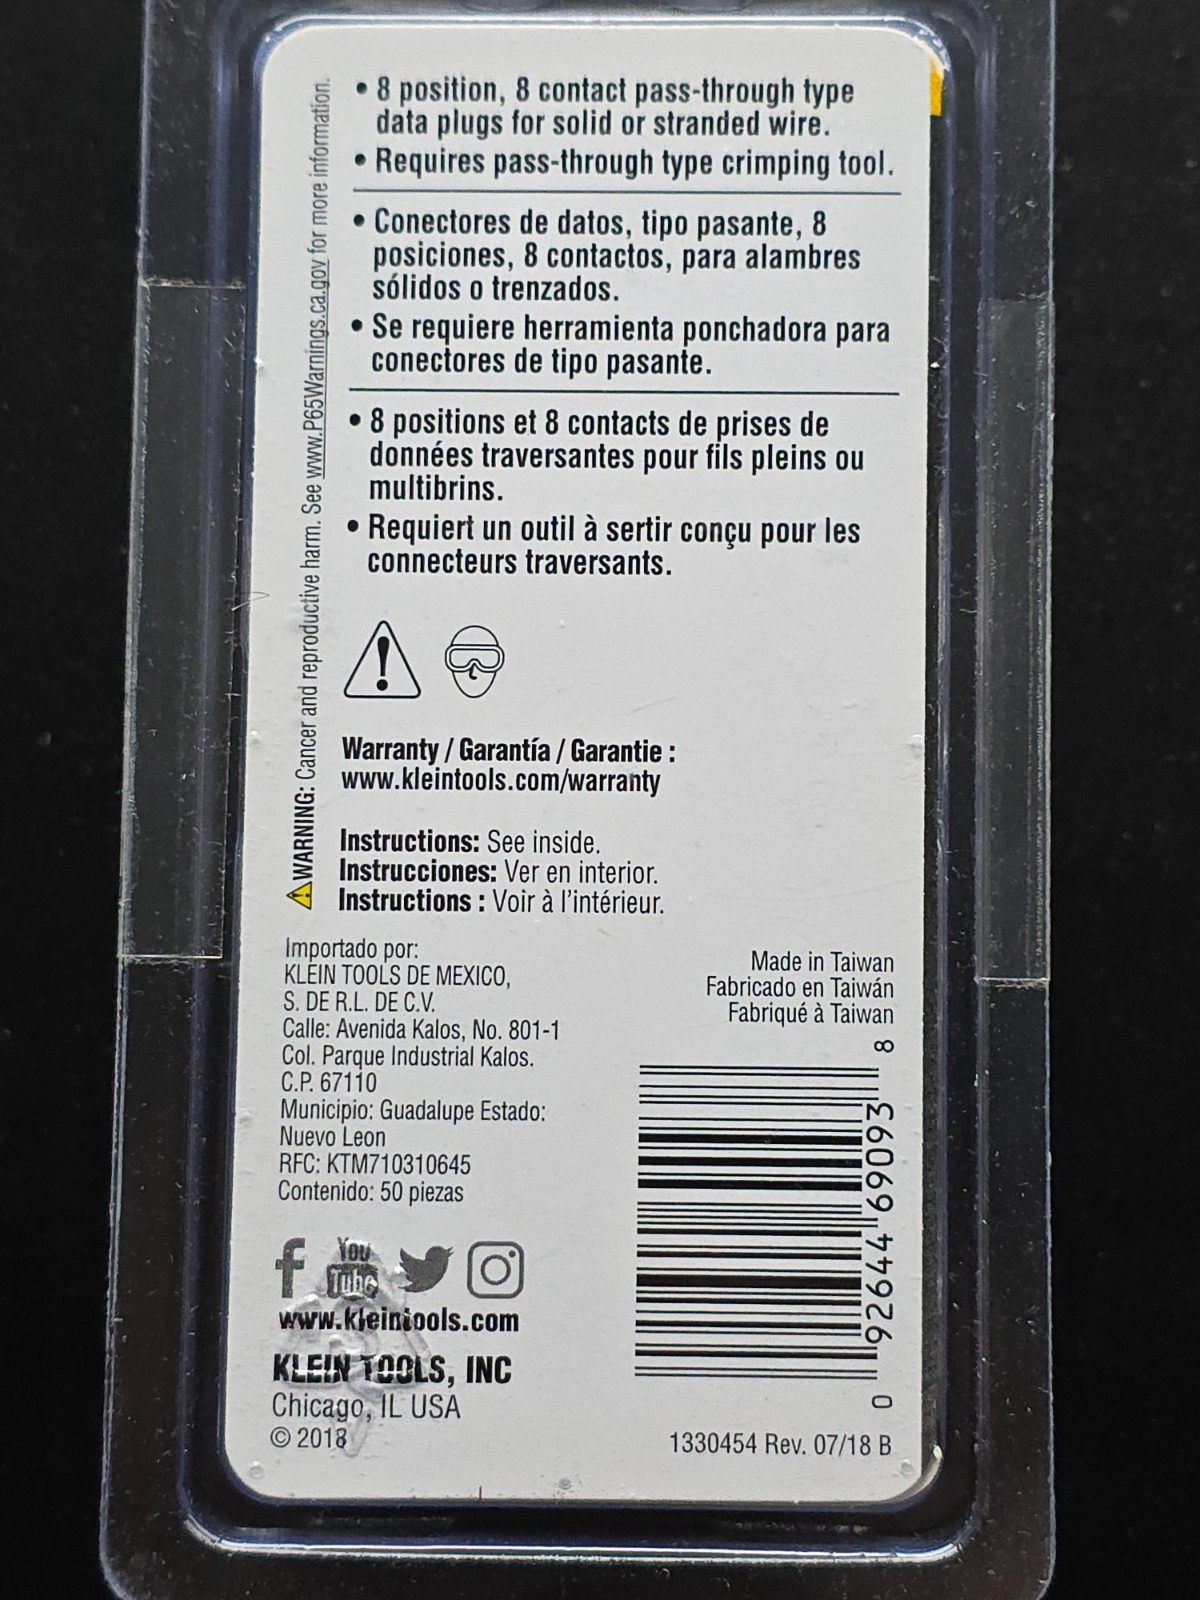 • 8 position, 8 contact pass-through type
data plugs for solid or stranded wire.
• Requires pass-through type crimping tool.
• Conectores de datos, tipo pasante, 8
posiciones, 8 contactos, para alambres
sólidos o trenzados.
• Se requiere herramienta ponchadora para
conectores de tipo pasante.
• 8 positions et 8 contacts de prises de
données traversantes pour fils pleins ou
multibrins.
• Requiert un outil à sertir conçu pour les
connecteurs traversants.
WARNING: Cancer and reproductive harm. See www.P65Warnings.ca.gov for more information.
Warranty / Garantía / Garantie :
www.kleintools.com/warranty
Instructions: See inside.
Instrucciones: Ver en interior.
Instructions : Voir à l'intérieur.
Importado por:
KLEIN TOOLS DE MEXICO,
S. DE R.L. DE C.V.
Calle: Avenida Kalos, No. 801-1
Col. Parque Industrial Kalos.
C.P. 67110
Municipio: Guadalupe Estado:
Nuevo Leon
RFC: KTM710310645
Contenido: 50 piezas
Made in Taiwan
Fabricado en Taiwán
Fabriqué à Taiwan
0 92644 69093 8
You
Tube
www.kleintools.com
KLEIN TOOLS, INC
Chicago, IL USA
© 2018
1330454 Rev. 07/18 B